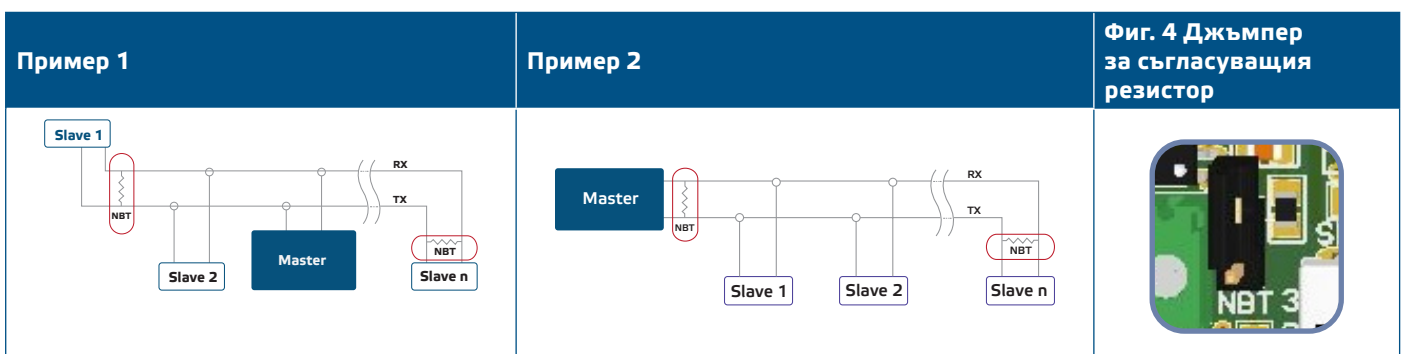 Пример 1
Пример 2
Фиг. 4 Джъмпер
за съгласуващия
резистор
Slave 1
RX
TX
NBT
NBT
Slave 2
Master
Slave n
Master
RX
TX
NBT
NBT
Slave 1
Slave 2
Slave n
NBT 3